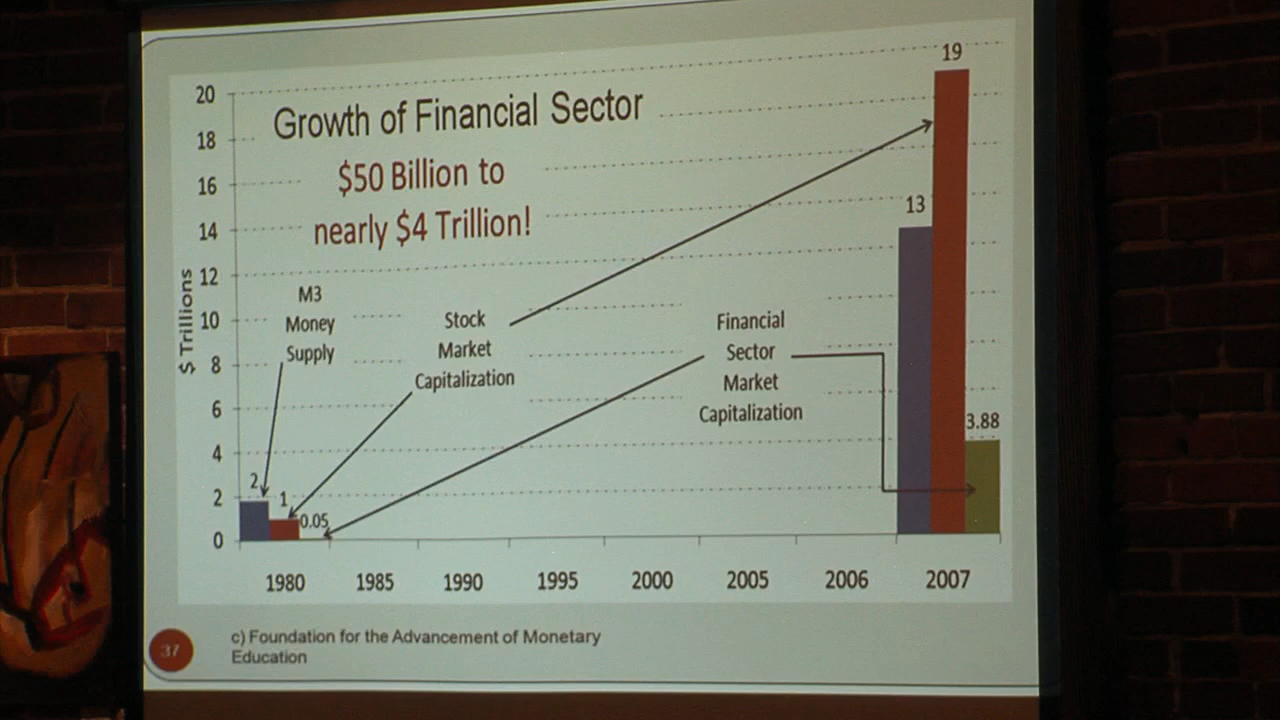 Growth of Financial Sector
$50 Billion to
nearly $4 Trillion!
$ Trillions
20
18
16
14
12
10
8
6
4
2
0
M3
Money
Supply
Stock
Market
Capitalization
Financial
Sector
Market
Capitalization
2
1
0.05
13
19
3.88
1980 1985 1990 1995 2000 2005 2006 2007
37
c) Foundation for the Advancement of Monetary
Education